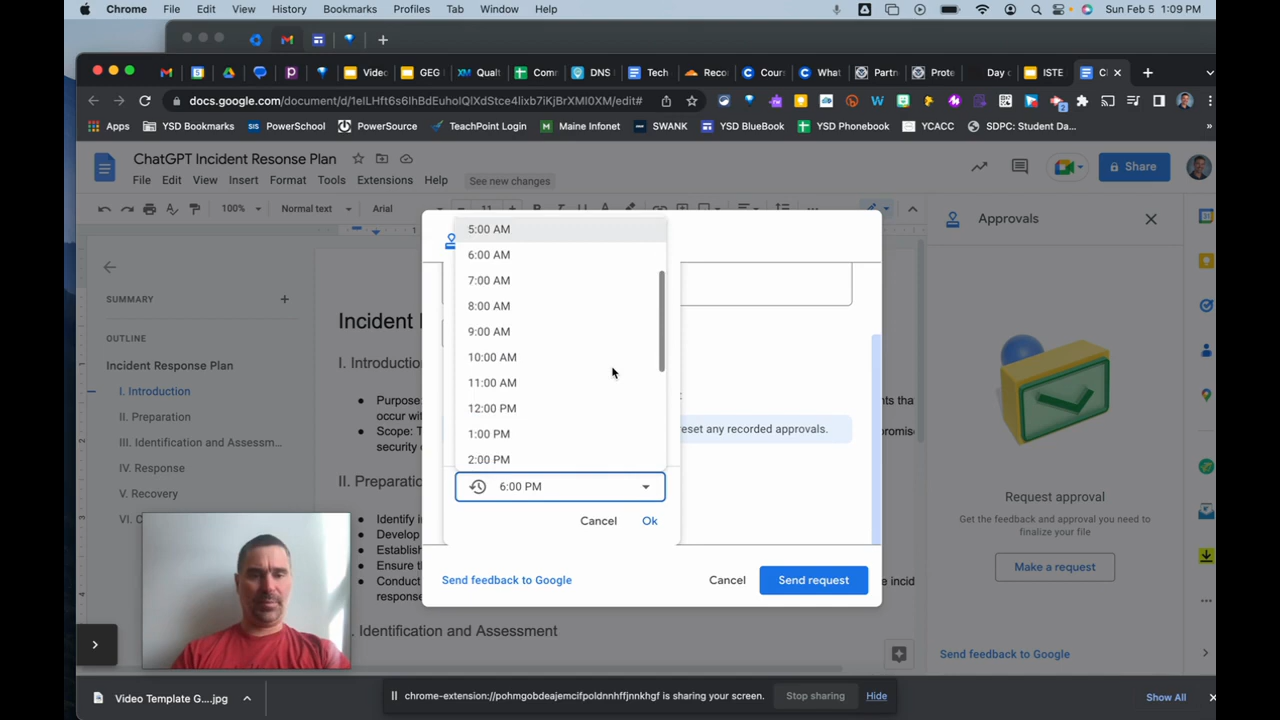 Chrome File Edit View History Bookmarks Profiles Tab Window Help Sun Feb 5 1:09 PM
Video GEG Qualt Comr DNS Tech Reco Cours What Partn Prote Day c ISTE
docs.google.com/document/d/
Apps YSD Bookmarks PowerSchool PowerSource TeachPoint Login Maine Infonet SWANK YSD BlueBook YSD Phonebook YCACC SDPC: Student Da... »
ChatGPT Incident Resonse Plan
File Edit View Insert Format Tools Extensions Help See new changes
Share
100% Normal text Arial 11
Approvals
SUMMARY
OUTLINE
Incident Response Plan
I. Introduction
II. Preparation
III. Identification and Assessm...
IV. Response
V. Recovery
Incident
I. Introduction
Purpose:
occur wit
Scope: T
security
II. Preparatio
Identify i
Develop
Establis
Ensure t
Conduct
respons
. Identification and Assessment
5:00 AM
6:00 AM
7:00 AM
8:00 AM
9:00 AM
10:00 AM
11:00 AM
12:00 PM
1:00 PM
2:00 PM
6:00 PM
Cancel Ok
eset any recorded approvals.
Send feedback to Google Cancel Send request
Request approval
Get the feedback and approval you need to
finalize your file
Make a request
Send feedback to Google
Video Template G....jpg
chrome-extension://pohmgobdeajemcifpoldnnhffjnnkhgf is sharing your screen. Stop sharing Hide
Show All